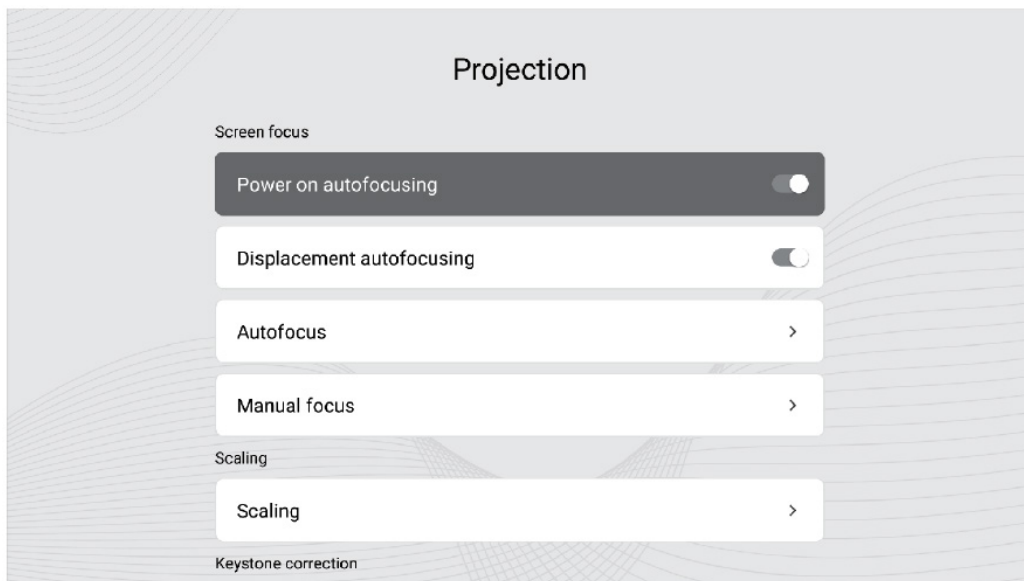 Projection
Screen focus
Power on autofocusing
Displacement autofocusing
Autofocus
Manual focus
Scaling
Scaling
Keystone correction